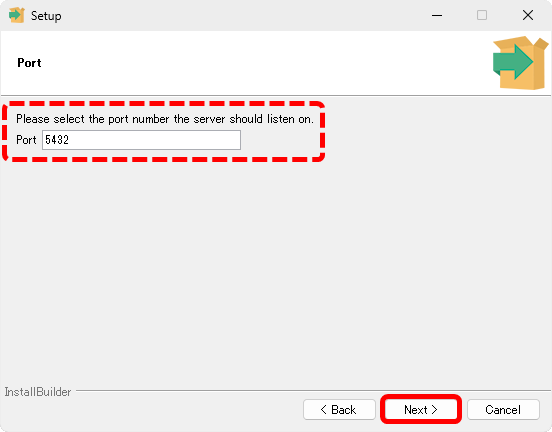 Setup
Port
Please select the port number the server should listen on.
Port 5432
InstallBuilder
< Back Next > Cancel